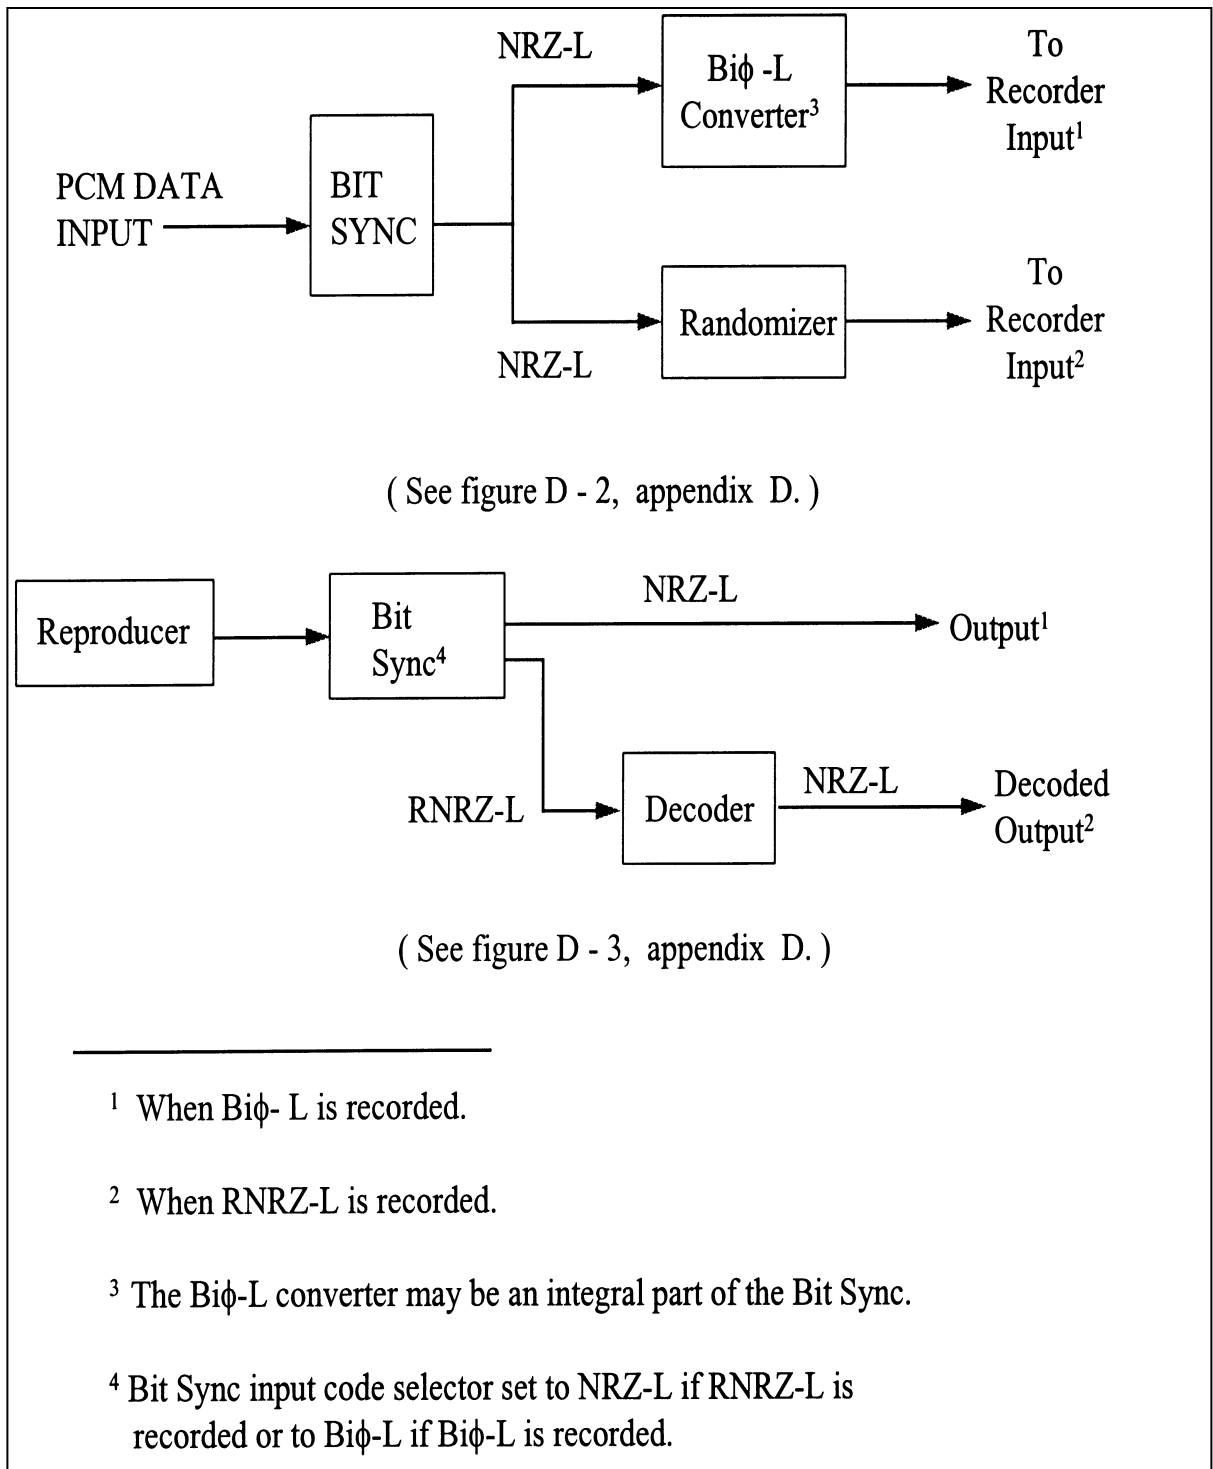 NRZ-L
Biϕ -L
Converter³
To
Recorder
Input¹
PCM DATA
INPUT
BIT
SYNC
NRZ-L
Randomizer
To
Recorder
Input²
( See figure D - 2, appendix D. )
Reproducer
Bit
Sync⁴
NRZ-L
Output¹
RNRZ-L
Decoder
NRZ-L
Decoded
Output²
( See figure D - 3, appendix D. )
¹ When Biϕ- L is recorded.
² When RNRZ-L is recorded.
³ The Biϕ-L converter may be an integral part of the Bit Sync.
⁴ Bit Sync input code selector set to NRZ-L if RNRZ-L is
recorded or to Biϕ-L if Biϕ-L is recorded.